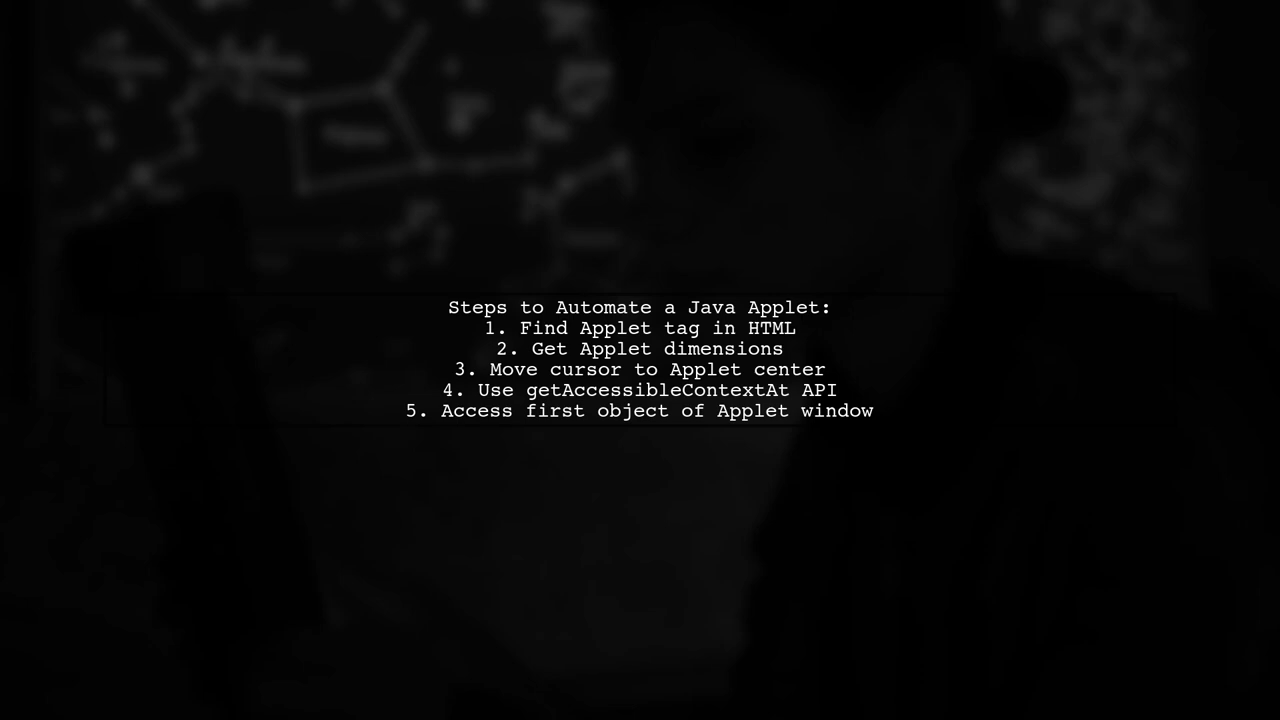 Steps to Automate a Java Applet:
1. Find Applet tag in HTML
2. Get Applet dimensions
3. Move cursor to Applet center
4. Use getAccessibleContextAt API
5. Access first object of Applet window